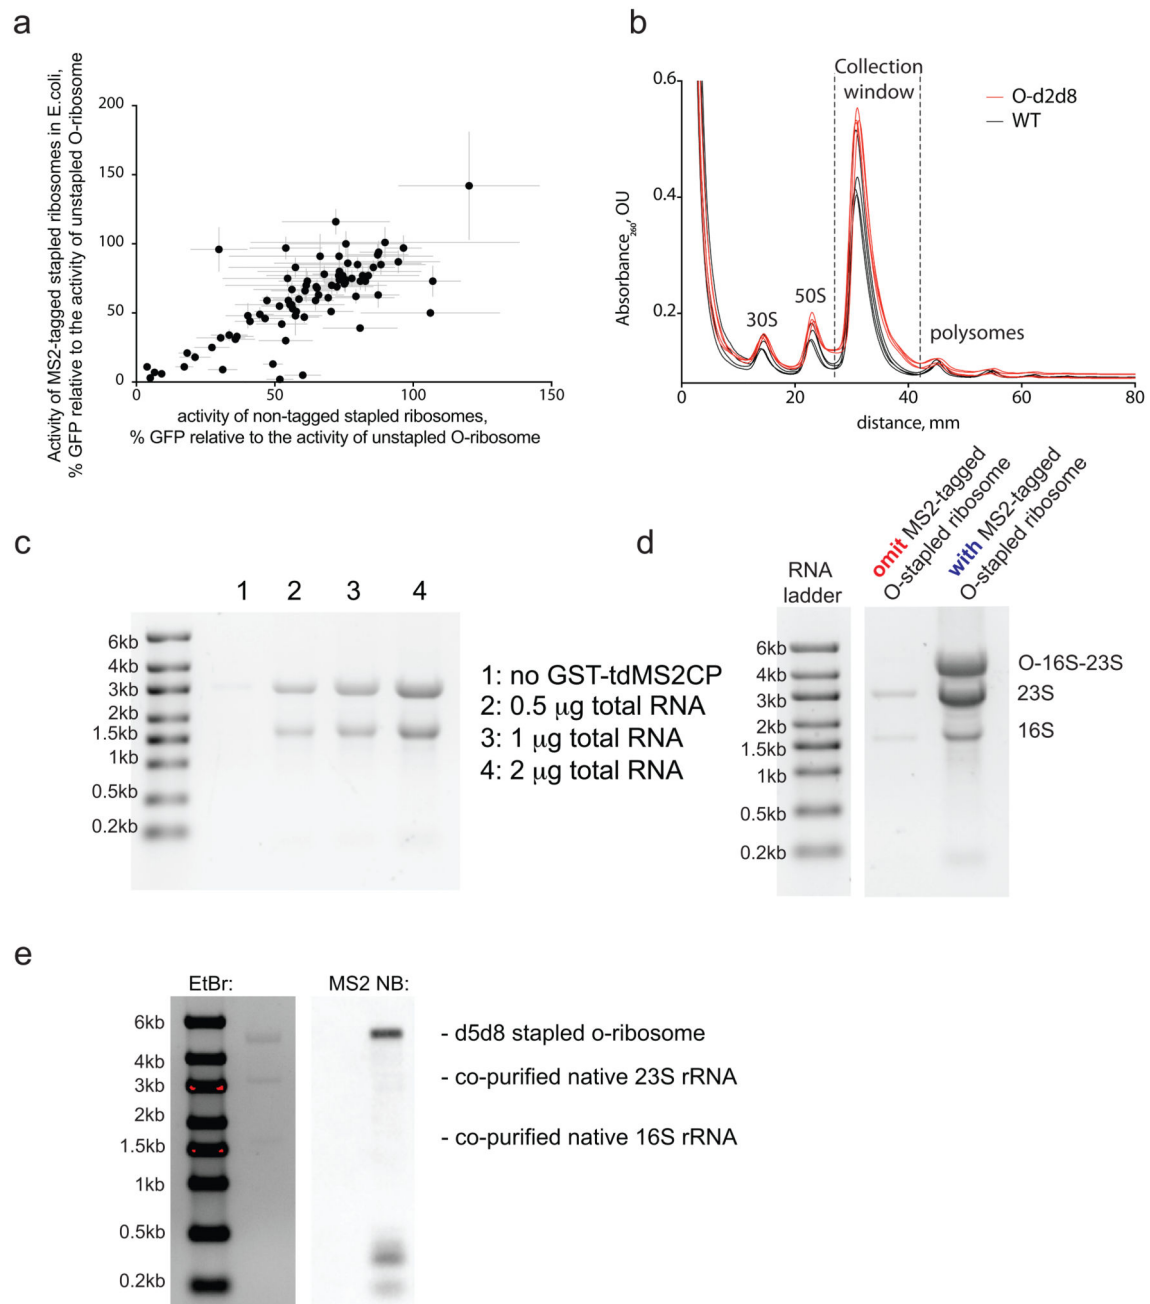 a
Activity of MS2-tagged stapled ribosomes in E.coli,
% GFP relative to the activity of unstapled O-ribosome
200
150
100
50
0
50
100
150
activity of non-tagged stapled ribosomes,
% GFP relative to the activity of unstapled O-ribosome
b
Absorbance260, OU
0.6
0.4
0.2
Collection
window
O-d2d8
WT
30S
50S
polysomes
0
20
40
60
80
distance, mm
c
1 2 3 4
6kb
4kb
3kb
2kb
1.5kb
1kb
0.5kb
0.2kb
1: no GST-tdMS2CP
2: 0.5 µg total RNA
3: 1 µg total RNA
4: 2 µg total RNA
d
RNA
ladder
omit MS2-tagged
O-stapled ribosome
with MS2-tagged
O-stapled ribosome
6kb
4kb
3kb
2kb
1.5kb
1kb
0.5kb
0.2kb
O-16S-23S
23S
16S
e
EtBr:
MS2 NB:
6kb
4kb
3kb
2kb
1.5kb
1kb
0.5kb
0.2kb
- d5d8 stapled o-ribosome
- co-purified native 23S rRNA
- co-purified native 16S rRNA